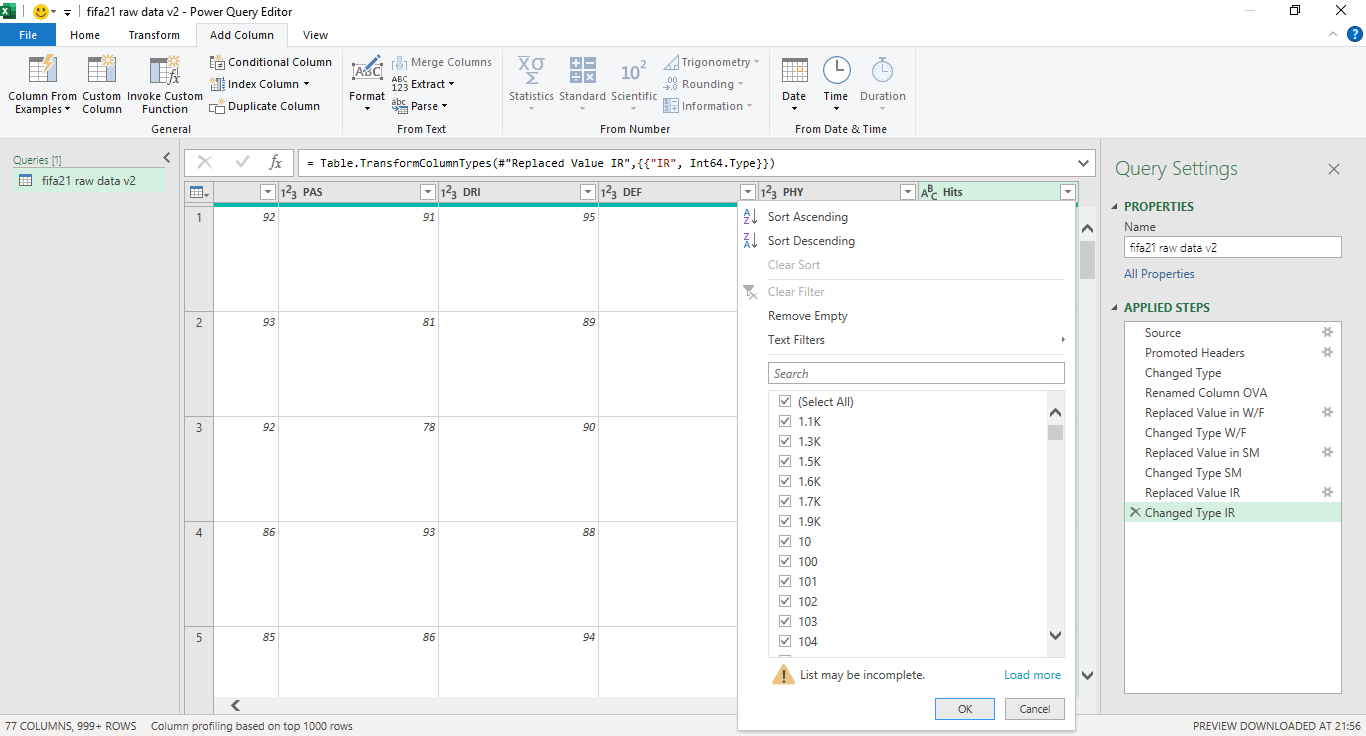 fifa21 raw data v2 - Power Query Editor
File Home Transform Add Column View
Column From Examples
Custom Column
Invoke Custom Function
Conditional Column
Index Column
Duplicate Column
General
Format
Merge Columns
Extract
Parse
From Text
Statistics
Standard
Scientific
Trigonometry
Rounding
Information
From Number
Date
Time
Duration
From Date & Time
Queries [1]
fifa21 raw data v2
= Table.TransformColumnTypes(#"Replaced Value IR",{{"IR", Int64.Type}})
PAS DRI DEF PHY Hits
1 92 91 95
2 93 81 89
3 92 78 90
4 86 93 88
5 85 86 94
Sort Ascending
Sort Descending
Clear Sort
Clear Filter
Remove Empty
Text Filters
Search
(Select All)
1.1K
1.3K
1.5K
1.6K
1.7K
1.9K
10
100
101
102
103
104
List may be incomplete. Load more
OK Cancel
Query Settings
PROPERTIES
Name
fifa21 raw data v2
All Properties
APPLIED STEPS
Source
Promoted Headers
Changed Type
Renamed Column OVA
Replaced Value in W/F
Changed Type W/F
Replaced Value in SM
Changed Type SM
Replaced Value IR
Changed Type IR
77 COLUMNS, 999+ ROWS Column profiling based on top 1000 rows PREVIEW DOWNLOADED AT 21:56